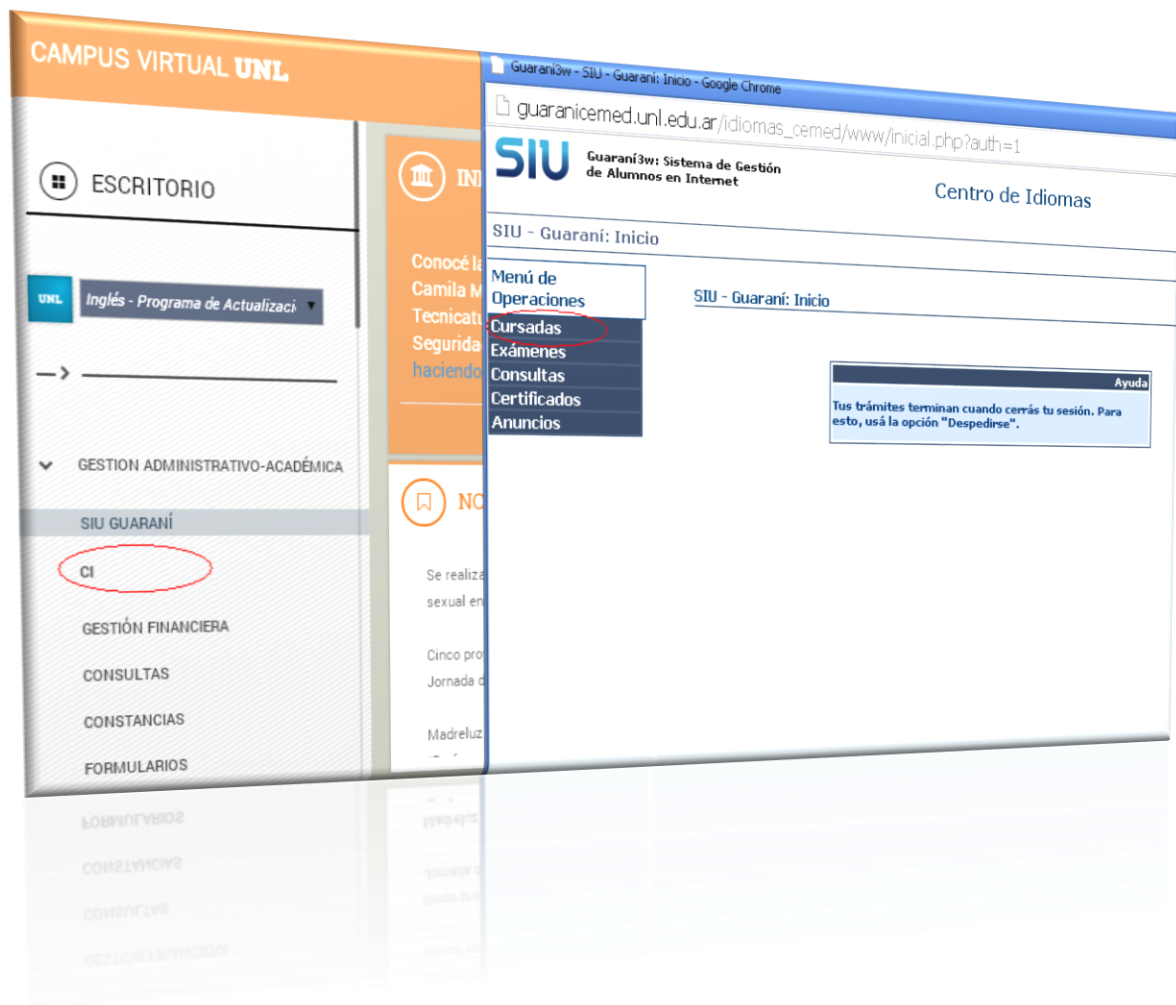 CAMPUS VIRTUAL UNL
ESCRITORIO
UNL
Inglés - Programa de Actualizaci
GESTION ADMINISTRATIVO-ACADÉMICA
SIU GUARANÍ
CI
GESTIÓN FINANCIERA
CONSULTAS
CONSTANCIAS
FORMULARIOS
Conocé la
Camila M
Tecnicatu
Segurida
haciendo
NO
Se realiza
sexual en
Cinco pro
Jornada d
Madreluz
Guaraní3w - SIU - Guaraní: Inicio - Google Chrome
guaranicemed.unl.edu.ar/idiomas_cemed/www/inicial.php?auth=1
SIU
Guaraní3w: Sistema de Gestión
de Alumnos en Internet
Centro de Idiomas
SIU - Guaraní: Inicio
Menú de
Operaciones
Cursadas
Exámenes
Consultas
Certificados
Anuncios
SIU - Guaraní: Inicio
Ayuda
Tus trámites terminan cuando cerrás tu sesión. Para
esto, usá la opción "Despedirse".